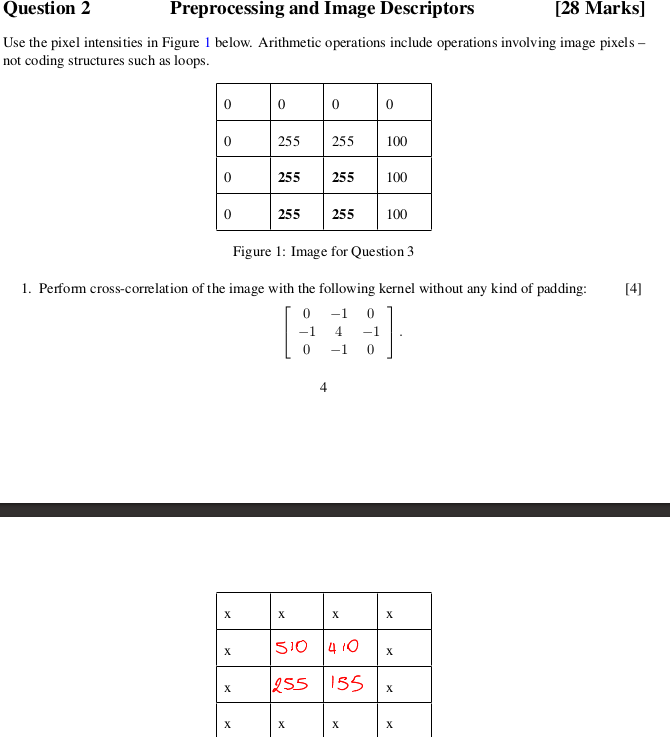 Question 2 Preprocessing and Image Descriptors [28 Marks]
Use the pixel intensities in Figure 1 below. Arithmetic operations include operations involving image pixels –
not coding structures such as loops.
0 0 0 0
0 255 255 100
0 255 255 100
0 255 255 100
Figure 1: Image for Question 3
1. Perform cross-correlation of the image with the following kernel without any kind of padding: [4]
0 −1 0
−1 4 −1
0 −1 0
.
4
x x x x
x 510 410 x
x 255 155 x
x x x x